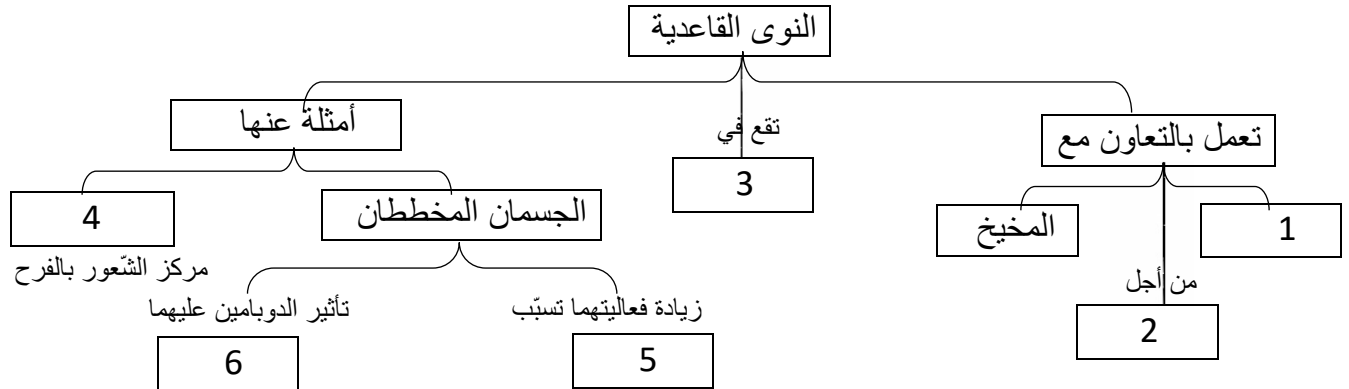 النوى القاعدية
أمثلة عنها
تقع في
تعمل بالتعاون مع
3
4
الجسمان المخططان
المخيخ
1
مركز الشّعور بالفرح
من أجل
تأثير الدوبامين عليهما
زيادة فعاليتهما تسبّب
2
6
5